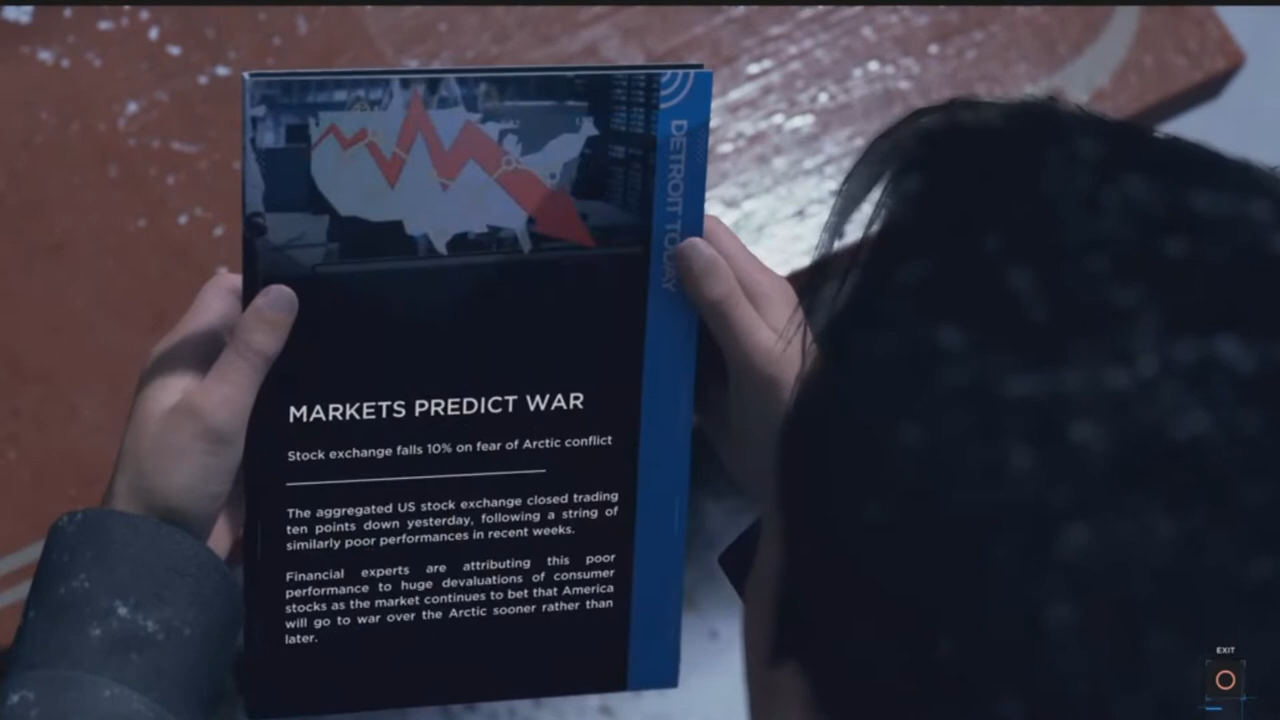 DETROIT TODAY
MARKETS PREDICT WAR
Stock exchange falls 10% on fear of Arctic conflict
The aggregated US stock exchange closed trading
ten points down yesterday, following a string of
similarly poor performances in recent weeks.
Financial experts are attributing this poor
performance to huge devaluations of consumer
stocks as the market continues to bet that America
will go to war over the Arctic sooner rather than
later.
EXIT